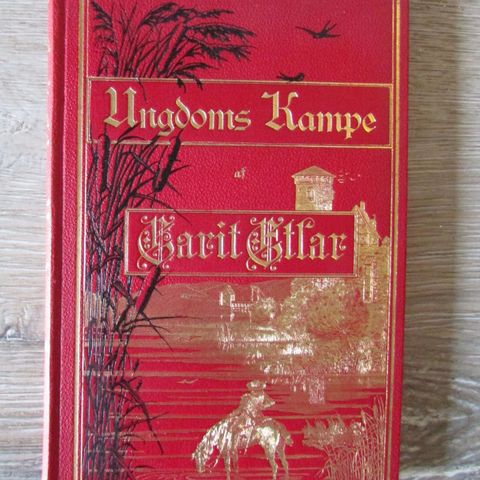 Ungdoms Kampe
af
Carit Etlar